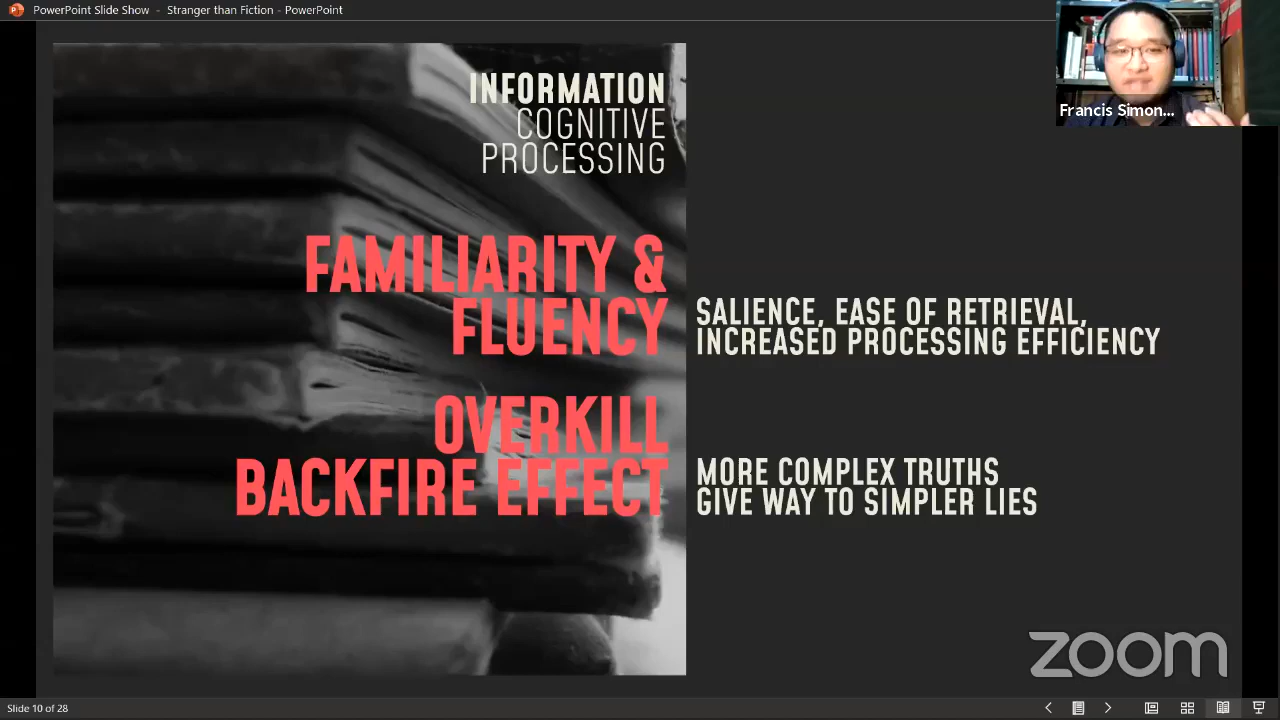 PowerPoint Slide Show - Stranger than Fiction - PowerPoint
Francis Simon...
INFORMATION
COGNITIVE
PROCESSING
FAMILIARITY &
FLUENCY
SALIENCE, EASE OF RETRIEVAL,
INCREASED PROCESSING EFFICIENCY
OVERKILL
BACKFIRE EFFECT
MORE COMPLEX TRUTHS
GIVE WAY TO SIMPLER LIES
zoom
Slide 10 of 28